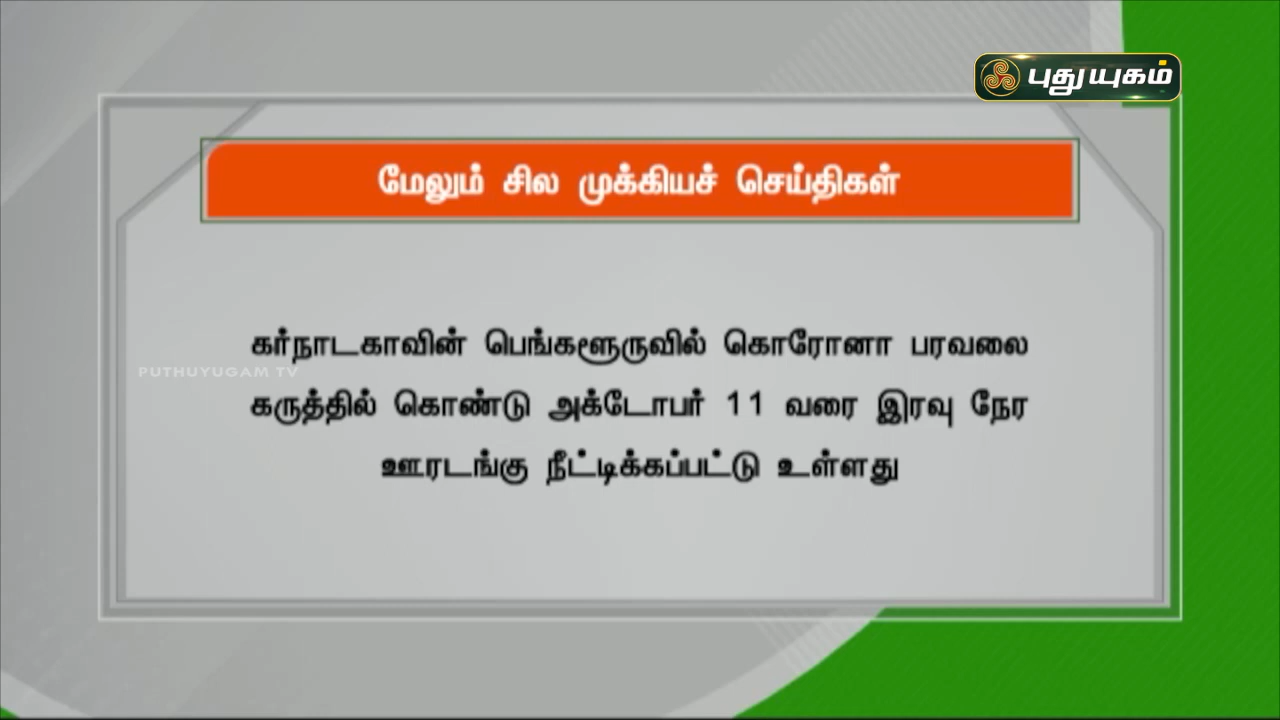 புதுயுகம்
மேலும் சில முக்கியச் செய்திகள்
கர்நாடகாவின் பெங்களூருவில் கொரோனா பரவலை
PUTHUYUGAM TV
கருத்தில் கொண்டு அக்டோபர் 11 வரை இரவு நேர
ஊரடங்கு நீட்டிக்கப்பட்டு உள்ளது